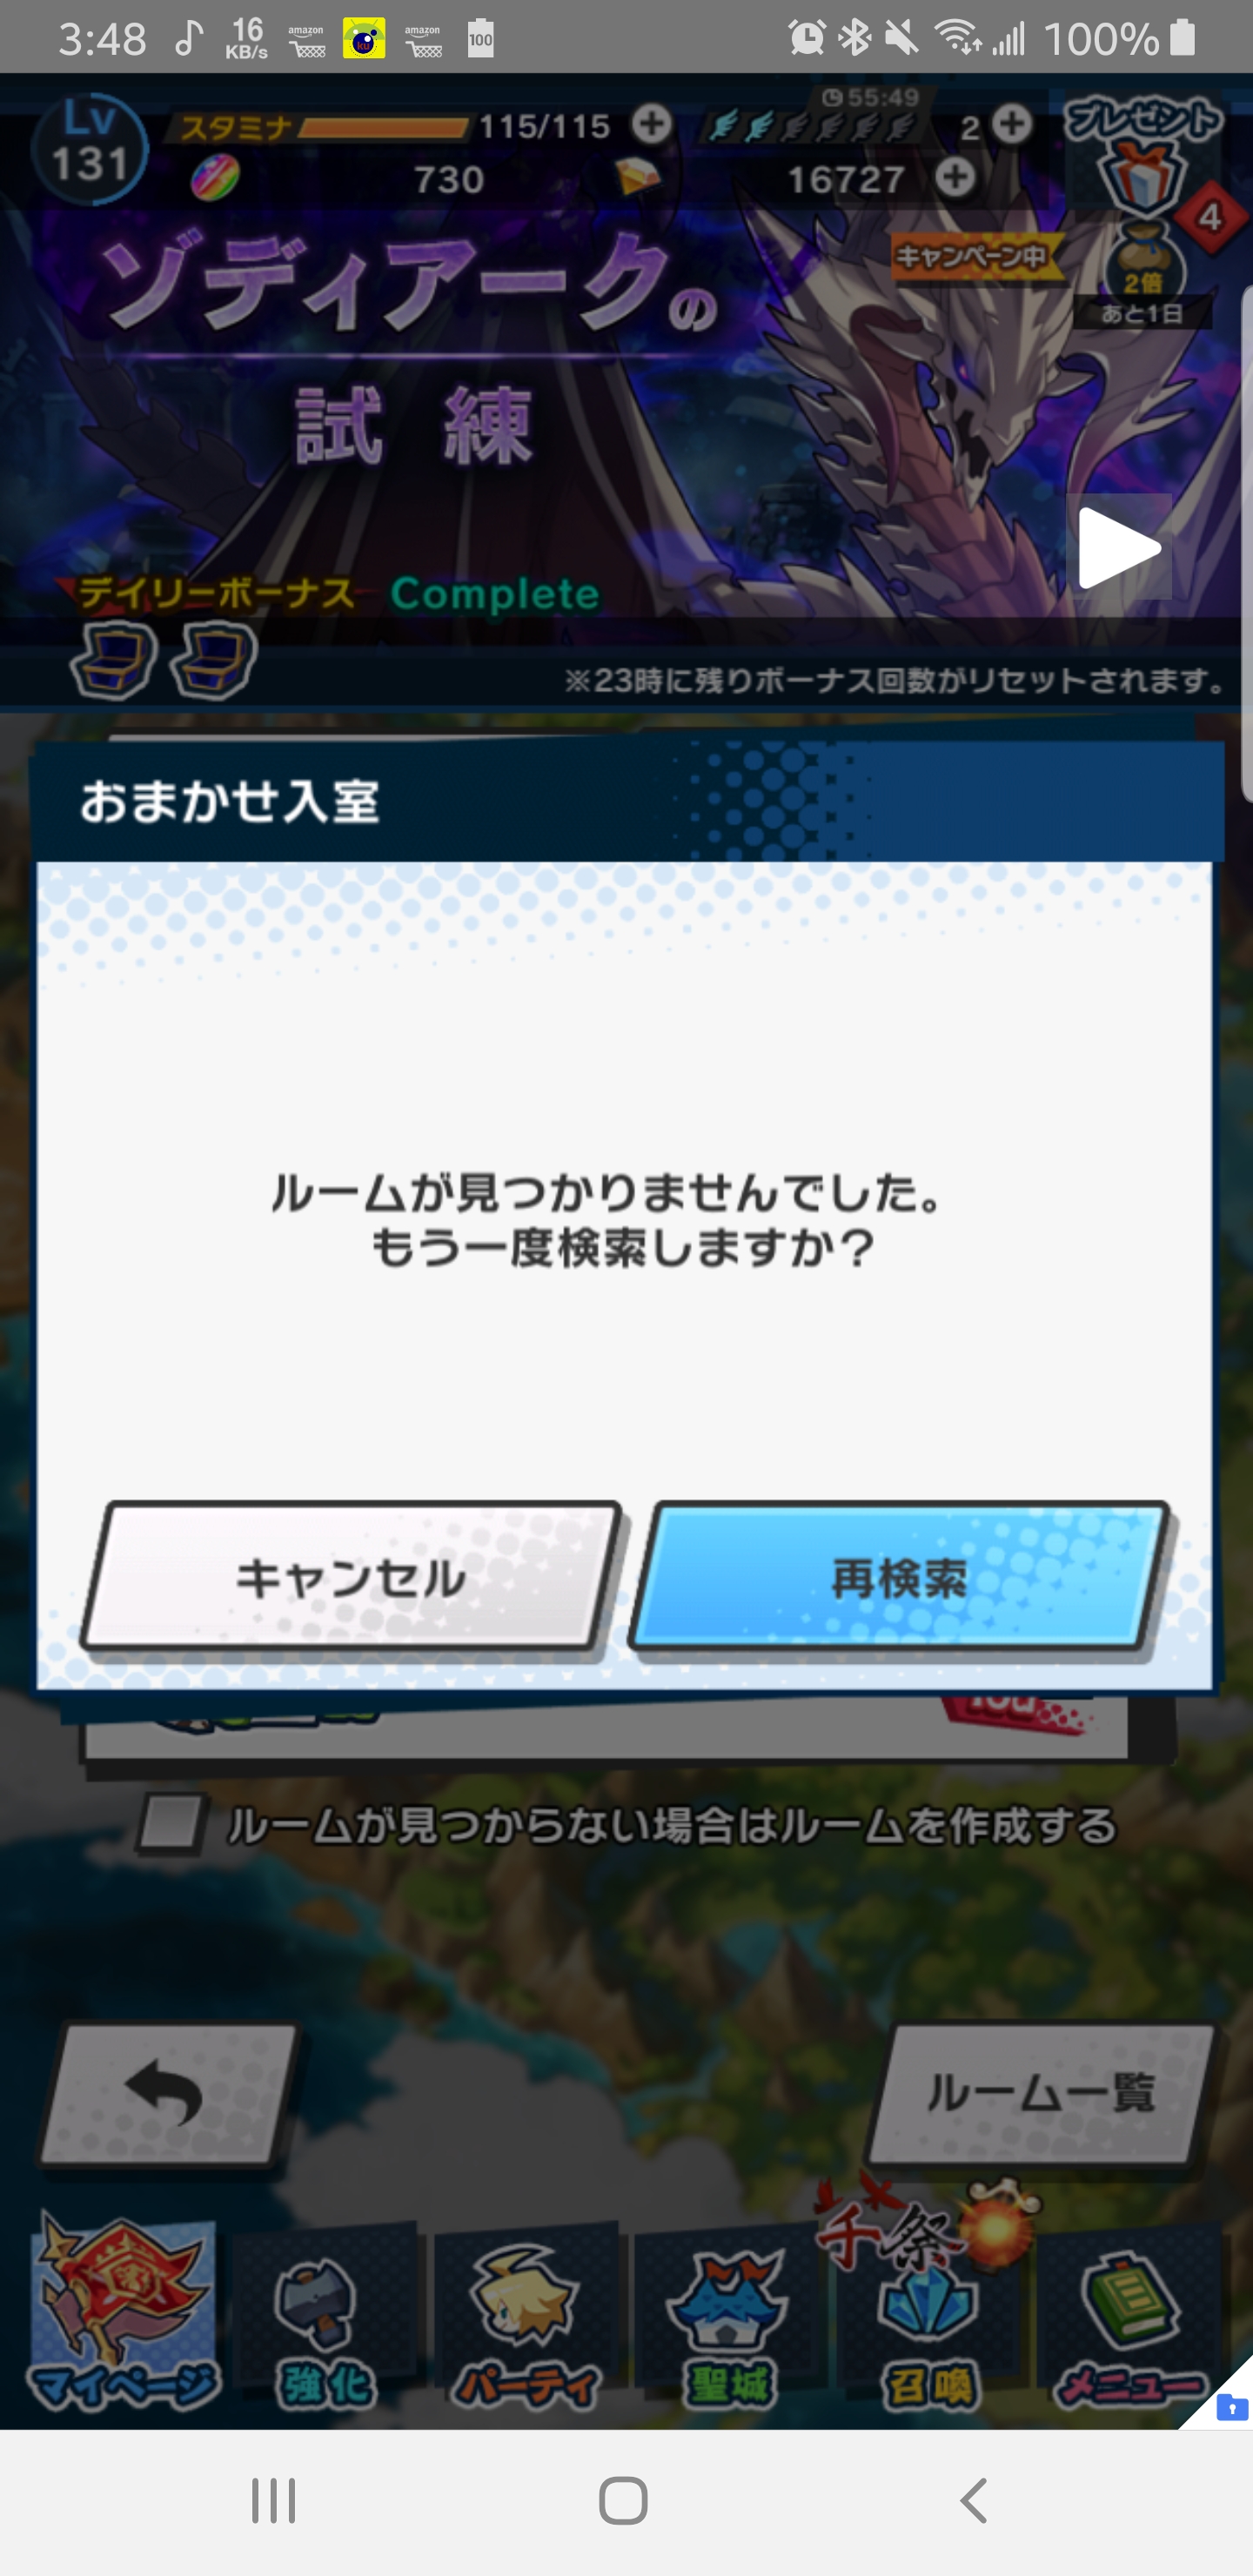 3:48
16
KB/s
amazon
amazon
100
100%
Lv
131
スタミナ
115/115
55:49
2
プレゼント
730
16727
4
ゾディアークの
試練
キャンペーン中
2倍
あと1日
デイリーボーナス Complete
※23時に残りボーナス回数がリセットされます。
おまかせ入室
ルームが見つかりませんでした。
もう一度検索しますか?
キャンセル
再検索
ルームが見つからない場合はルームを作成する
ルーム一覧
千祭
マイページ
強化
パーティ
聖城
召喚
メニュー